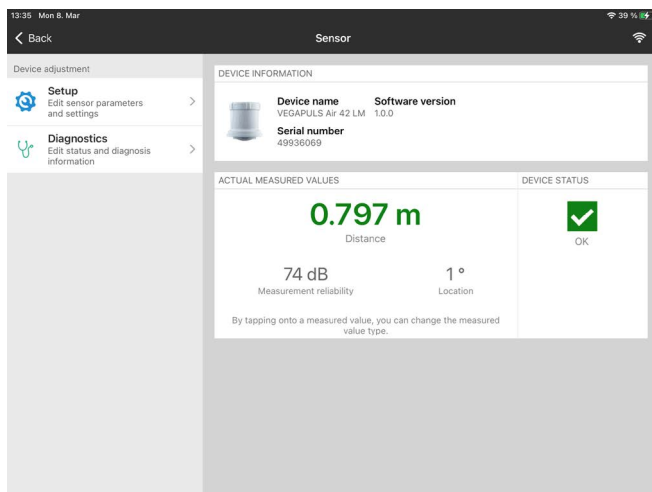 13:35 Mon 8. Mar
39 %
Back
Sensor
Device adjustment
Setup
Edit sensor parameters
and settings
Diagnostics
Edit status and diagnosis
information
DEVICE INFORMATION
Device name Software version
VEGAPULS Air 42 LM 1.0.0
Serial number
49936069
ACTUAL MEASURED VALUES
DEVICE STATUS
0.797 m
Distance
OK
74 dB 1 °
Measurement reliability Location
By tapping onto a measured value, you can change the measured
value type.